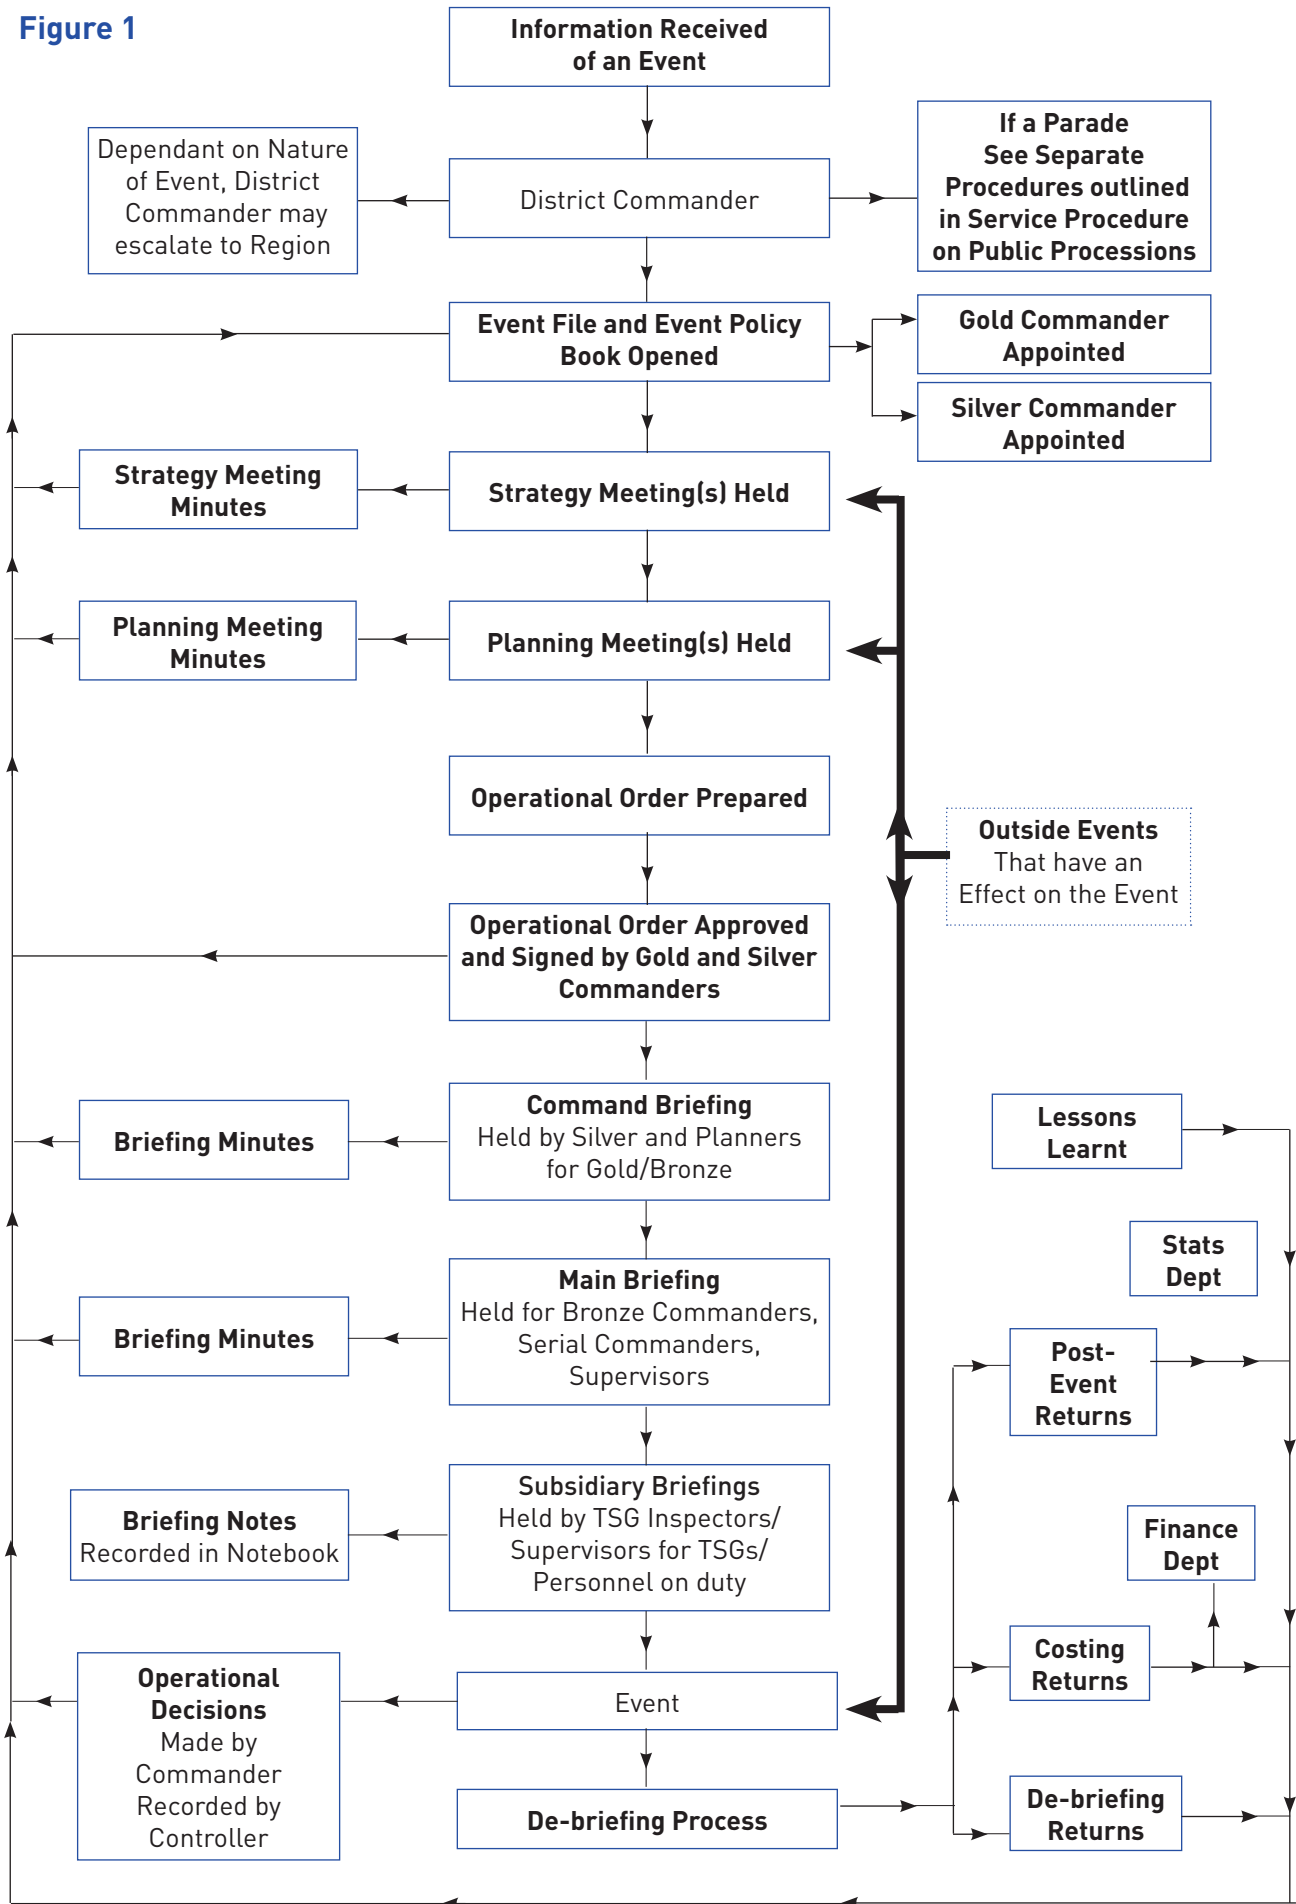 Figure 1
Information Received
of an Event
Dependant on Nature
of Event, District
Commander may
escalate to Region
District Commander
If a Parade
See Separate
Procedures outlined
in Service Procedure
on Public Processions
Event File and Event Policy
Book Opened
Gold Commander
Appointed
Silver Commander
Appointed
Strategy Meeting
Minutes
Strategy Meeting(s) Held
Planning Meeting
Minutes
Planning Meeting(s) Held
Operational Order Prepared
Outside Events
That have an
Effect on the Event
Operational Order Approved
and Signed by Gold and Silver
Commanders
Briefing Minutes
Command Briefing
Held by Silver and Planners
for Gold/Bronze
Lessons
Learnt
Stats
Dept
Briefing Minutes
Main Briefing
Held for Bronze Commanders,
Serial Commanders,
Supervisors
Post-
Event
Returns
Briefing Notes
Recorded in Notebook
Subsidiary Briefings
Held by TSG Inspectors/
Supervisors for TSGs/
Personnel on duty
Finance
Dept
Costing
Returns
Operational
Decisions
Made by
Commander
Recorded by
Controller
Event
De-briefing Process
De-briefing
Returns